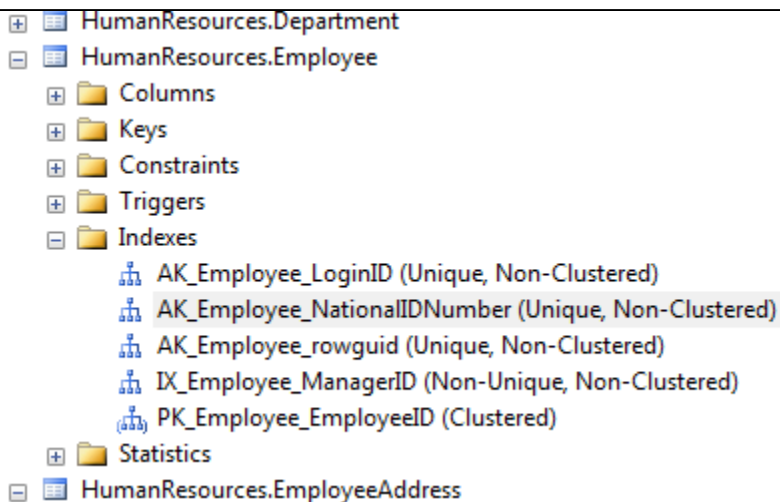 HumanResources.Department
HumanResources.Employee
Columns
Keys
Constraints
Triggers
Indexes
AK_Employee_LoginID (Unique, Non-Clustered)
AK_Employee_NationalIDNumber (Unique, Non-Clustered)
AK_Employee_rowguid (Unique, Non-Clustered)
IX_Employee_ManagerID (Non-Unique, Non-Clustered)
PK_Employee_EmployeeID (Clustered)
Statistics
HumanResources.EmployeeAddress